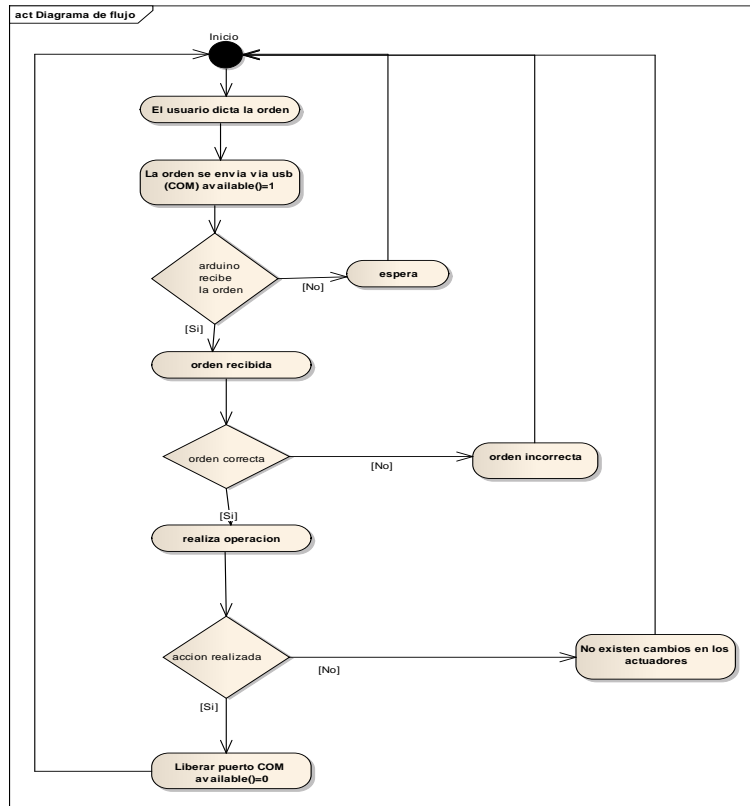 act Diagrama de flujo
Inicio
El usuario dicta la orden
La orden se envia via usb
(COM) available()=1
arduino
recibe
la orden
[No]
espera
[Si]
orden recibida
orden correcta
[No]
orden incorrecta
[Si]
realiza operacion
accion realizada
[No]
No existen cambios en los
actuadores
[Si]
Liberar puerto COM
available()=0